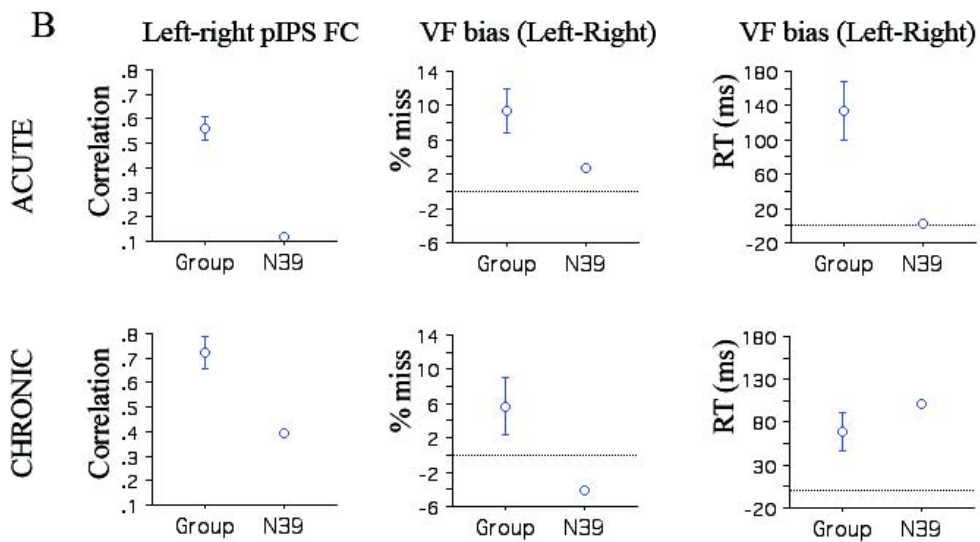 B
Left-right pIPS FC
VF bias (Left-Right)
VF bias (Left-Right)
ACUTE
Correlation
.8
.7
.6
.5
.4
.3
.2
.1
Group N39
% miss
14
10
6
2
-2
-6
Group N39
RT (ms)
180
140
100
60
20
-20
Group N39
CHRONIC
Correlation
.8
.7
.6
.5
.4
.3
.2
.1
Group N39
% miss
14
10
6
2
-2
-6
Group N39
RT (ms)
180
130
80
30
-20
Group N39